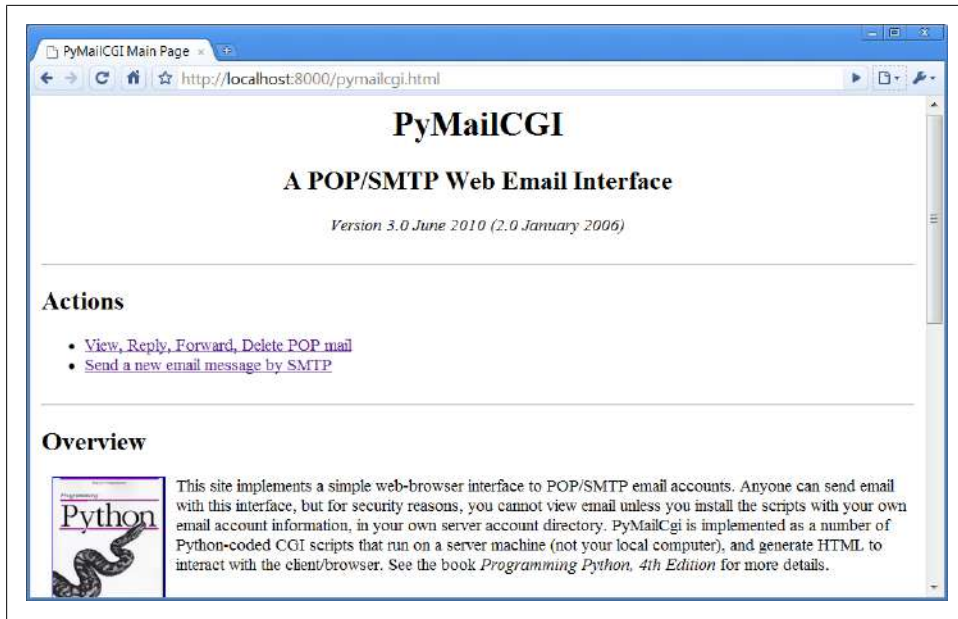 PyMailCGI Main Page
http://localhost:8000/pymailcgi.html
PyMailCGI
A POP/SMTP Web Email Interface
Version 3.0 June 2010 (2.0 January 2006)
Actions
View, Reply, Forward, Delete POP mail
Send a new email message by SMTP
Overview
Programming
Python
This site implements a simple web-browser interface to POP/SMTP email accounts. Anyone can send email
with this interface, but for security reasons, you cannot view email unless you install the scripts with your own
email account information, in your own server account directory. PyMailCgi is implemented as a number of
Python-coded CGI scripts that run on a server machine (not your local computer), and generate HTML to
interact with the client/browser. See the book Programming Python, 4th Edition for more details.